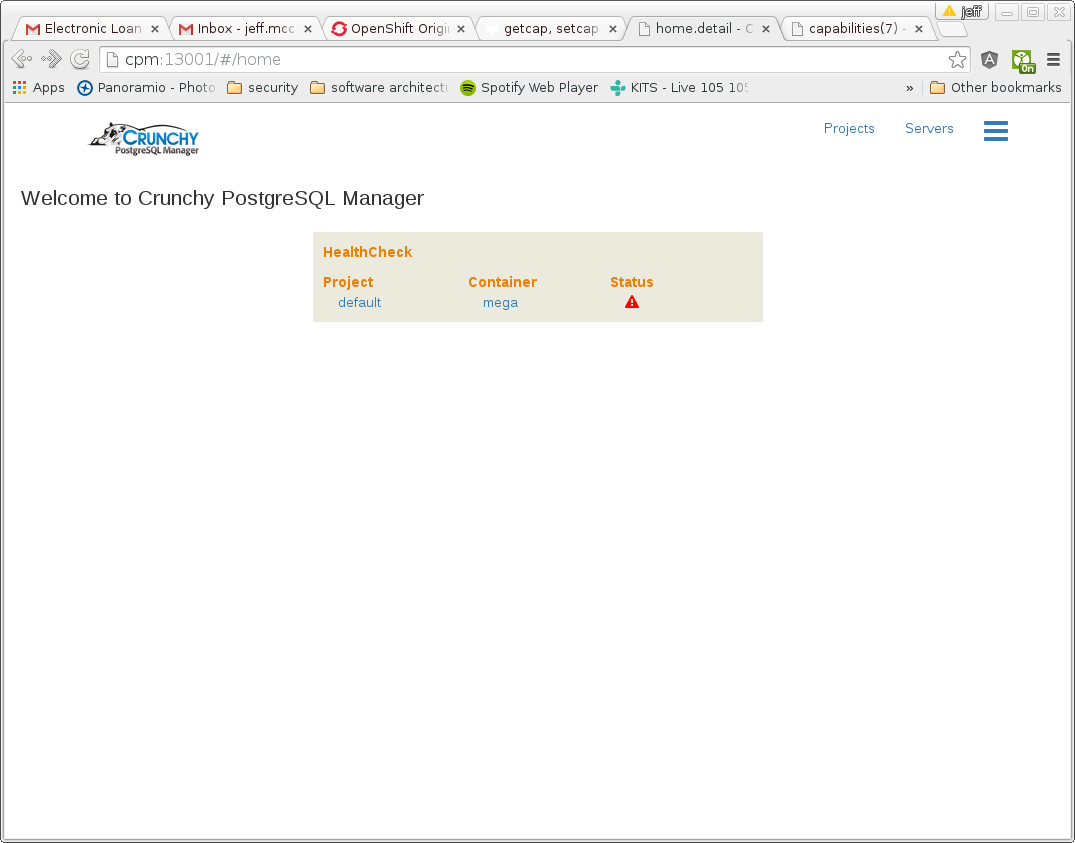 jeff
Electronic Loan
Inbox - jeff.mcc
OpenShift Origi
getcap, setcap
home.detail - C
capabilities(7) -
cpm:13001/#/home
On
Apps
Panoramio - Photo
security
software architectu
Spotify Web Player
KITS - Live 105 105
»
Other bookmarks
CRUNCHY
PostgreSQL Manager
Projects
Servers
Welcome to Crunchy PostgreSQL Manager
HealthCheck
Project Container Status
default mega